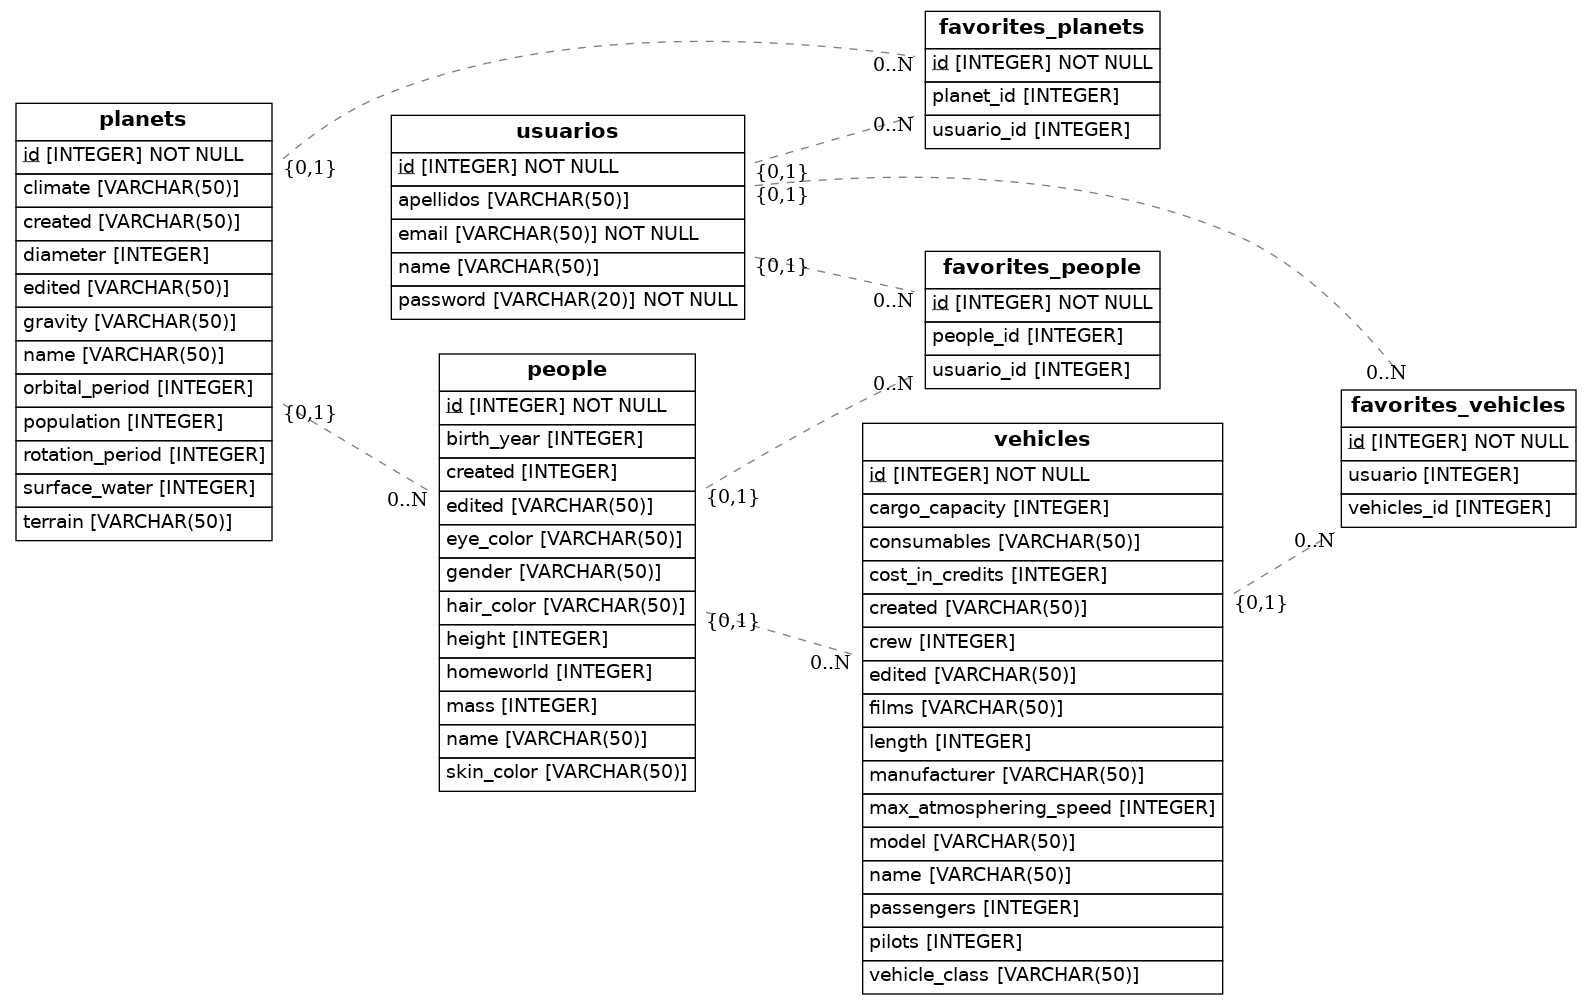 favorites_planets
id [INTEGER] NOT NULL
planet_id [INTEGER]
usuario_id [INTEGER]
0..N
0..N
planets
id [INTEGER] NOT NULL
climate [VARCHAR(50)]
created [VARCHAR(50)]
diameter [INTEGER]
edited [VARCHAR(50)]
gravity [VARCHAR(50)]
name [VARCHAR(50)]
orbital_period [INTEGER]
population [INTEGER]
rotation_period [INTEGER]
surface_water [INTEGER]
terrain [VARCHAR(50)]
{0,1}
{0,1}
usuarios
id [INTEGER] NOT NULL
apellidos [VARCHAR(50)]
email [VARCHAR(50)] NOT NULL
name [VARCHAR(50)]
password [VARCHAR(20)] NOT NULL
{0,1}
{0,1}
{0,1}
favorites_people
id [INTEGER] NOT NULL
people_id [INTEGER]
usuario_id [INTEGER]
0..N
0..N
people
id [INTEGER] NOT NULL
birth_year [INTEGER]
created [INTEGER]
edited [VARCHAR(50)]
eye_color [VARCHAR(50)]
gender [VARCHAR(50)]
hair_color [VARCHAR(50)]
height [INTEGER]
homeworld [INTEGER]
mass [INTEGER]
name [VARCHAR(50)]
skin_color [VARCHAR(50)]
0..N
{0,1}
{0,1}
vehicles
id [INTEGER] NOT NULL
cargo_capacity [INTEGER]
consumables [VARCHAR(50)]
cost_in_credits [INTEGER]
created [VARCHAR(50)]
crew [INTEGER]
edited [VARCHAR(50)]
films [VARCHAR(50)]
length [INTEGER]
manufacturer [VARCHAR(50)]
max_atmosphering_speed [INTEGER]
model [VARCHAR(50)]
name [VARCHAR(50)]
passengers [INTEGER]
pilots [INTEGER]
vehicle_class [VARCHAR(50)]
0..N
{0,1}
0..N
favorites_vehicles
id [INTEGER] NOT NULL
usuario [INTEGER]
vehicles_id [INTEGER]
0..N